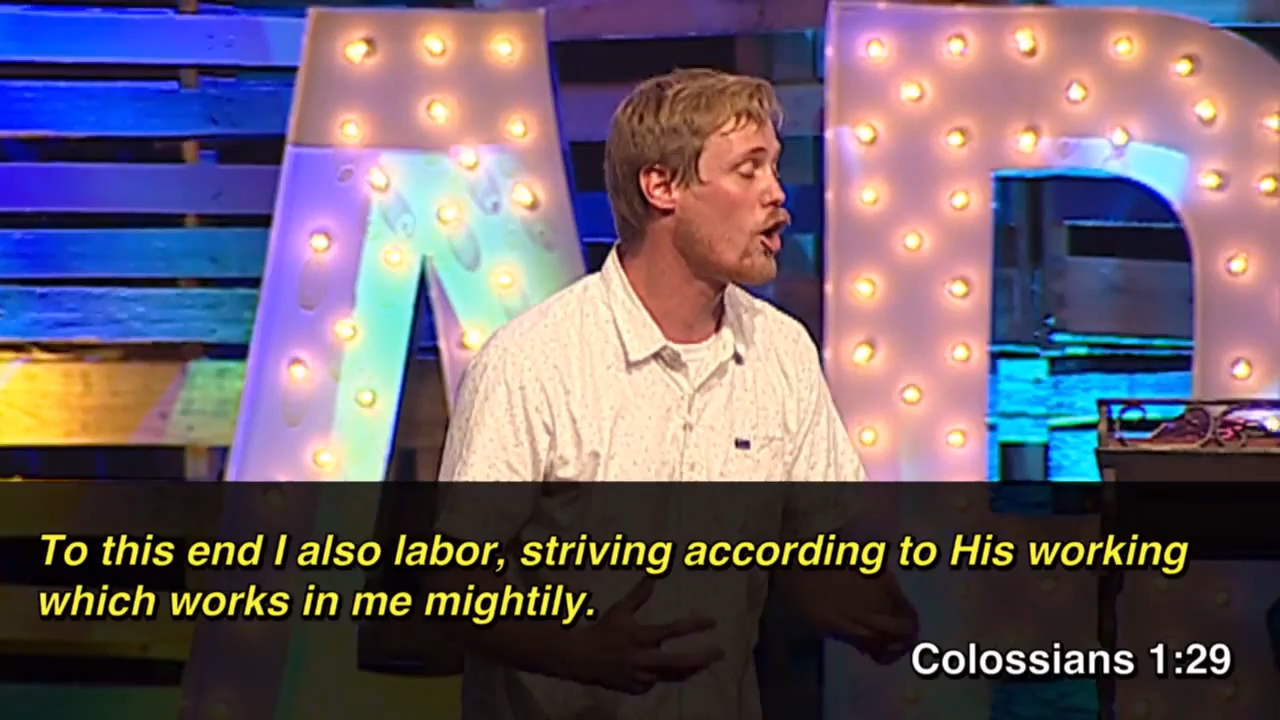 A R
To this end I also labor, striving according to His working
which works in me mightily.
Colossians 1:29